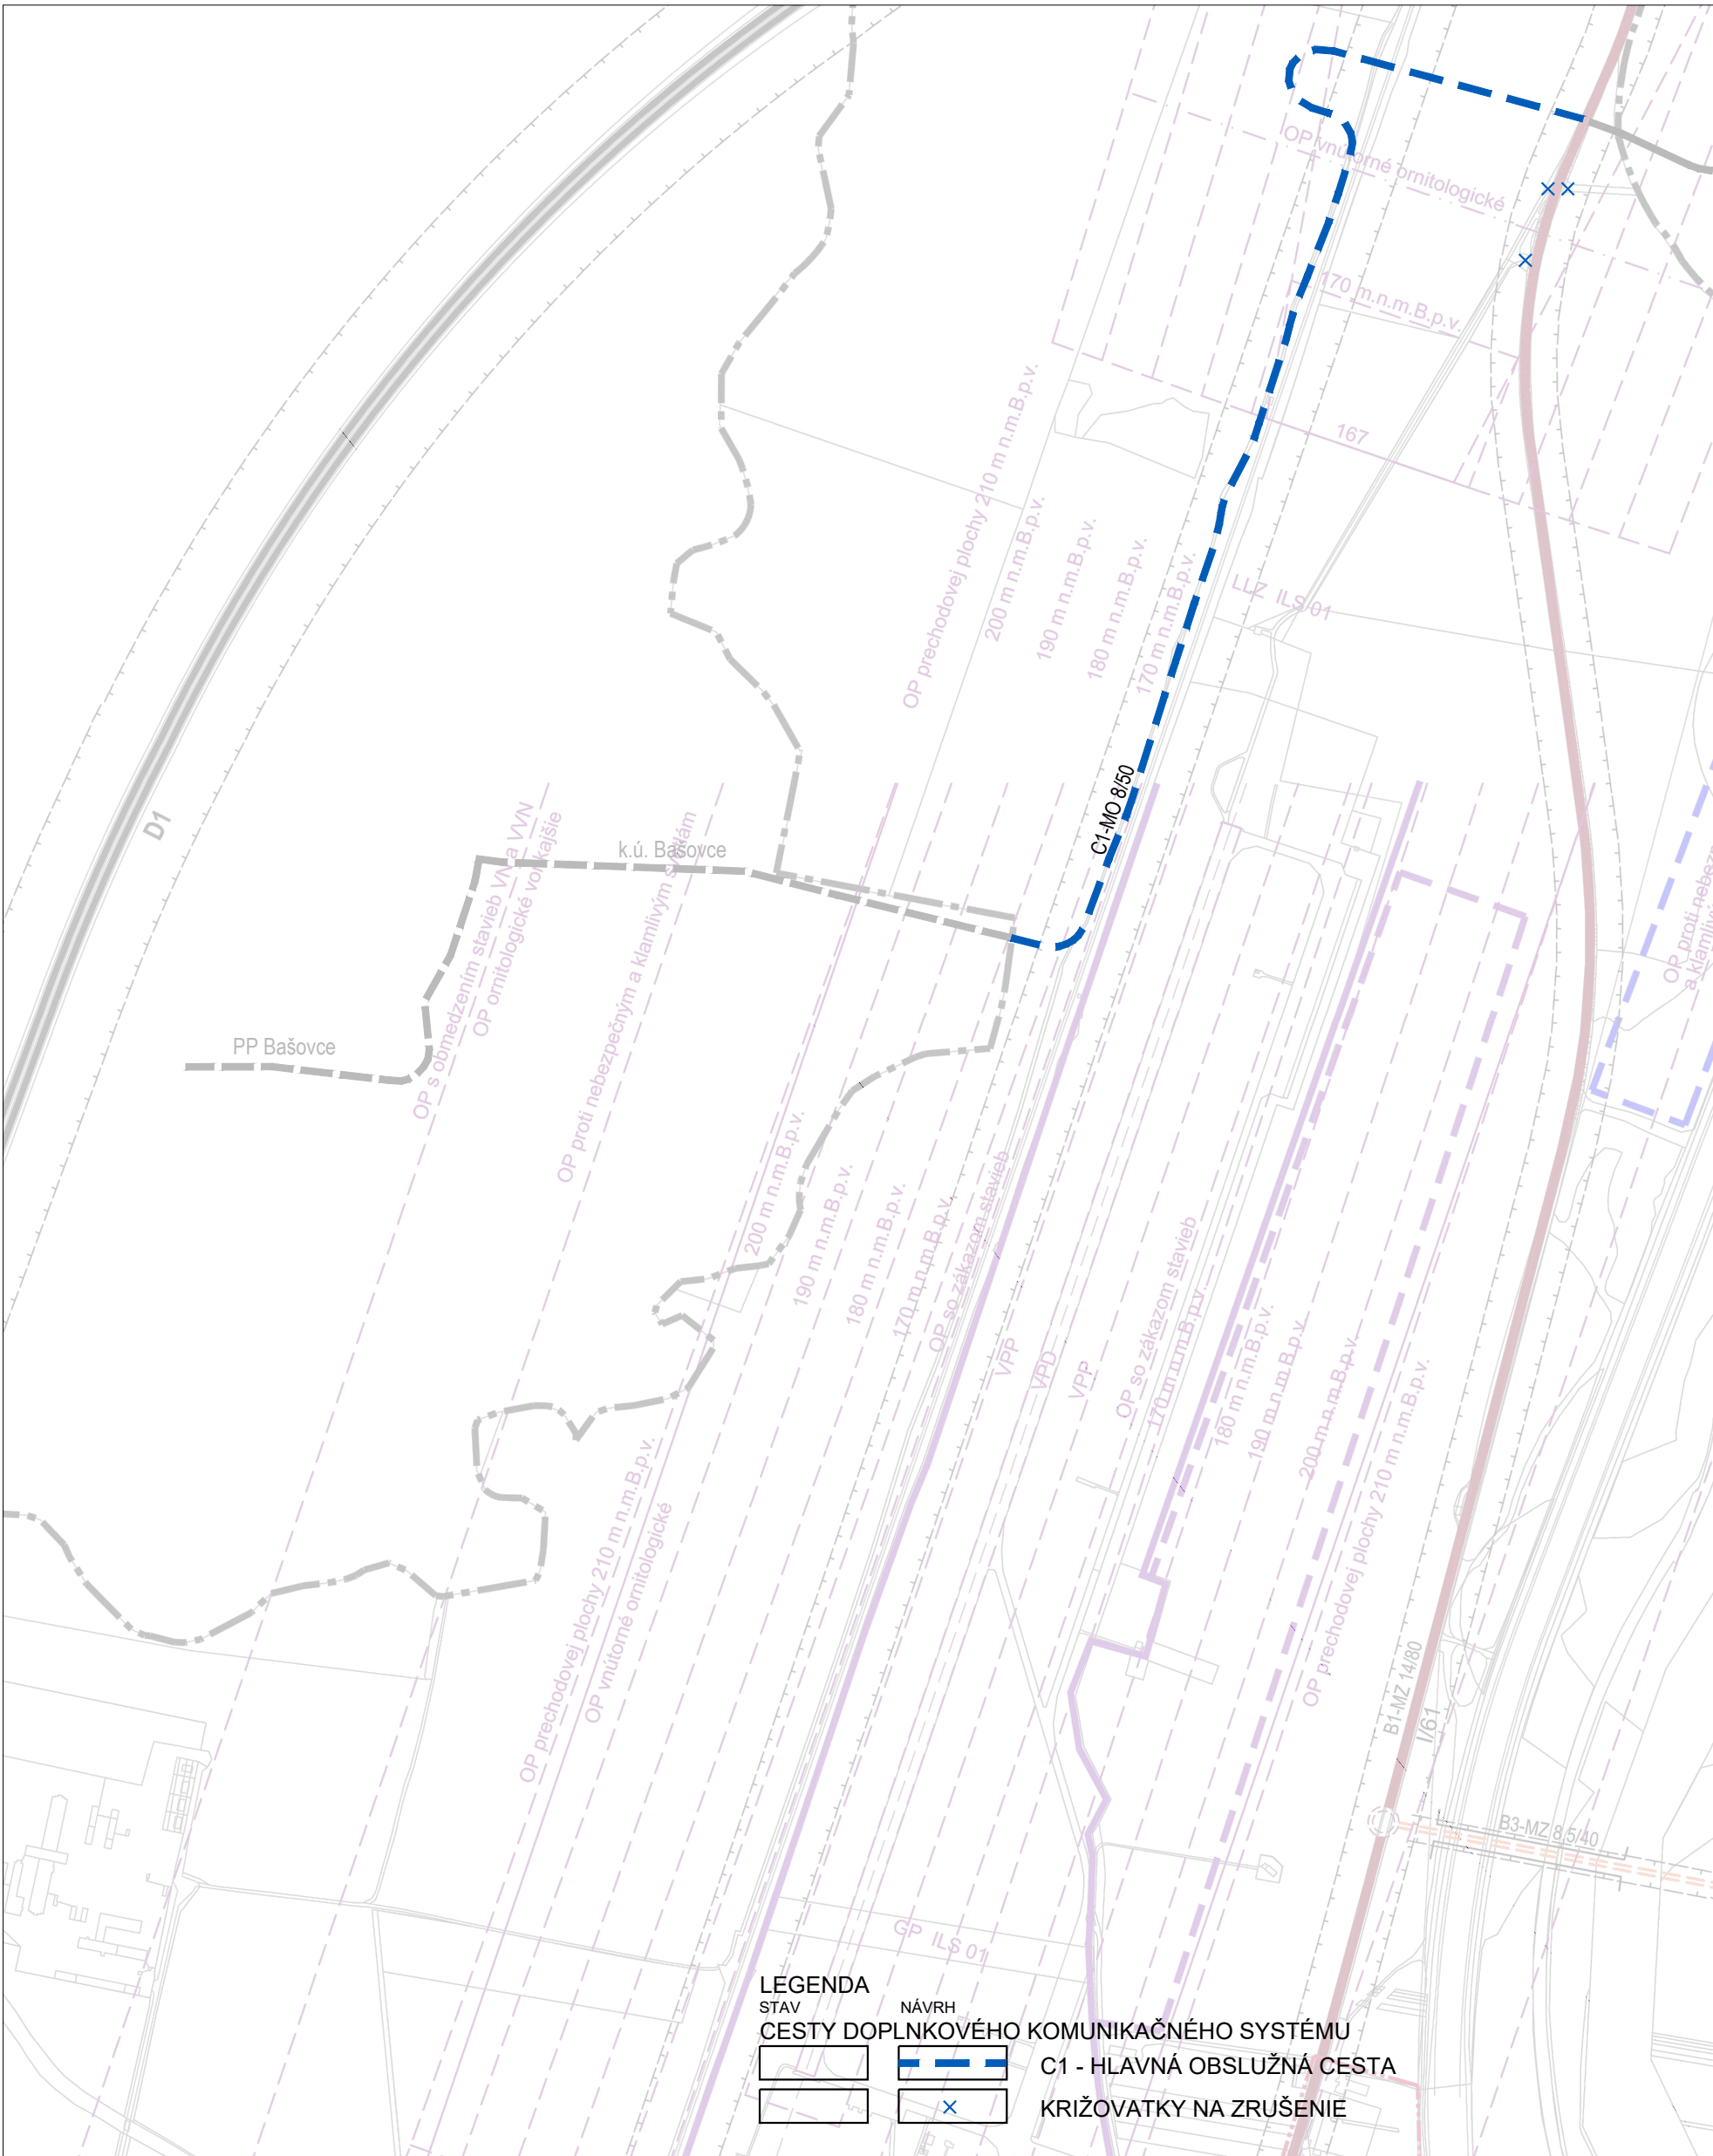 OP vnútorné ornitologické
170 m.n.m.B.p.v.
167
OP prechodovej plochy 210 m n.m.B.p.v.
200 m n.m.B.p.v.
190 m n.m.B.p.v.
180 m n.m.B.p.v.
170 m n.m.B.p.v.
LLZ ILS 01
D1
C1-MO 8/50
k.ú. Bašovce
OP s obmedzením stavieb VN a VVN
OP ornitologické vonkajšie
OP proti nebezpečným a klamlivým svetlám
PP Bašovce
OP proti
a
200 m n.m.B.p.v.
190 m n.m.B.p.v.
180 m n.m.B.p.v.
170 m n.m.B.p.v.
OP so zákazom stavieb
VPP
VPD
VPP
OP so zákazom stavieb
170 m n.m.B.p.v.
180 m n.m.B.p.v.
190 m n.m.B.p.v.
200 m n.m.B.p.v.
OP prechodovej plochy 210 m n.m.B.p.v.
OP prechodovej plochy 210 m n.m.B.p.v.
OP vnútorné ornitologické
B1-MZ 14/80
I/61
B3-MZ 8,5/40
GP ILS 01
LEGENDA
STAV NÁVRH
CESTY DOPLNKOVÉHO KOMUNIKAČNÉHO SYSTÉMU
C1 - HLAVNÁ OBSLUŽNÁ CESTA
KRIŽOVATKY NA ZRUŠENIE